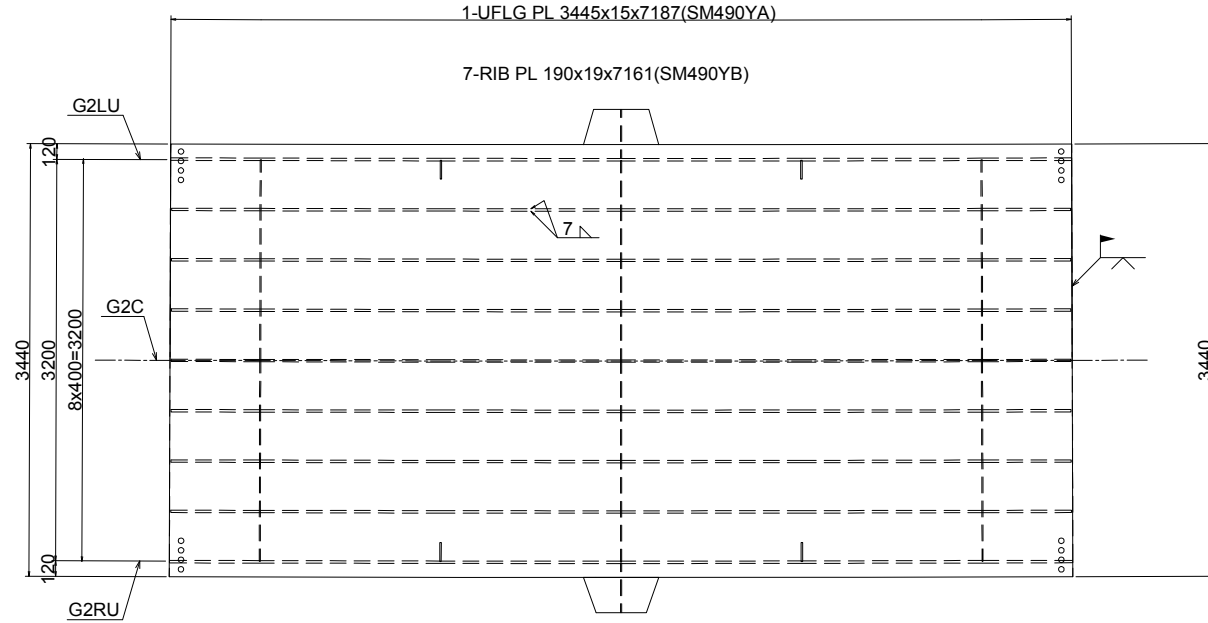 1-UFLG PL 3445x15x7187(SM490YA)
7-RIB PL 190x19x7161(SM490YB)
G2LU
120
7
G2C
3440
3200
8x400=3200
3440
120
G2RU